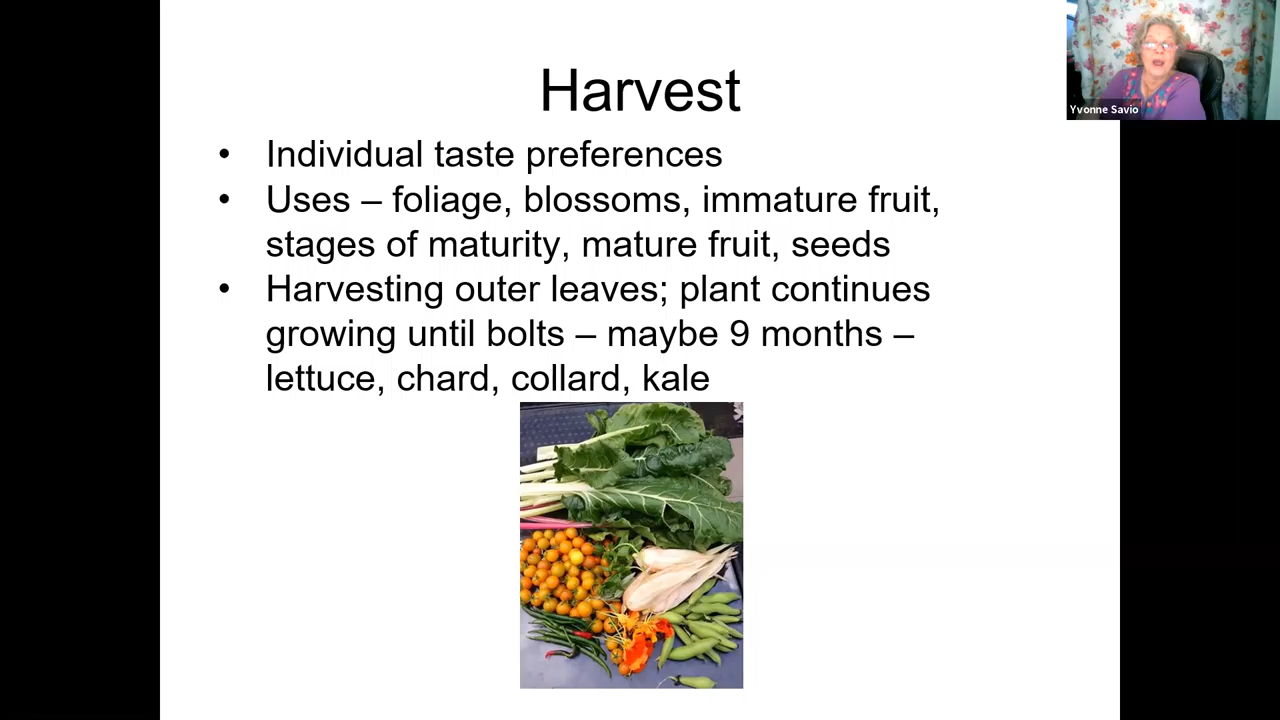 Harvest
• Individual taste preferences
• Uses – foliage, blossoms, immature fruit,
stages of maturity, mature fruit, seeds
• Harvesting outer leaves; plant continues
growing until bolts – maybe 9 months –
lettuce, chard, collard, kale
Yvonne Savio